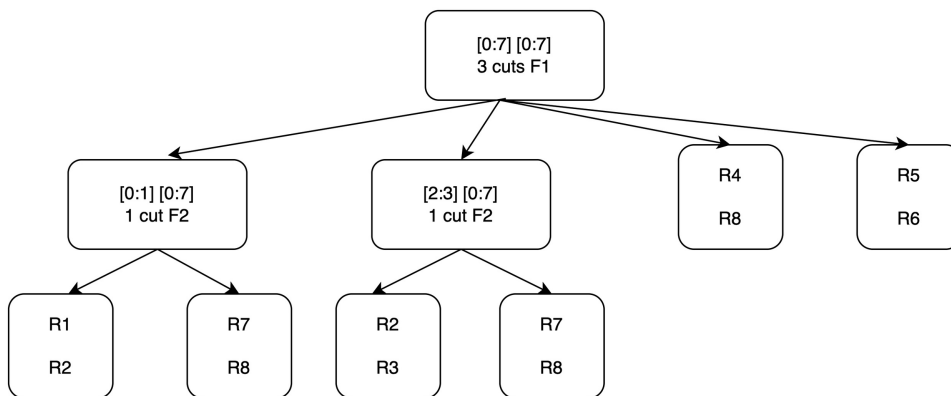 [0:7] [0:7]
3 cuts F1
[0:1] [0:7]
1 cut F2
[2:3] [0:7]
1 cut F2
R4
R8
R5
R6
R1
R2
R7
R8
R2
R3
R7
R8